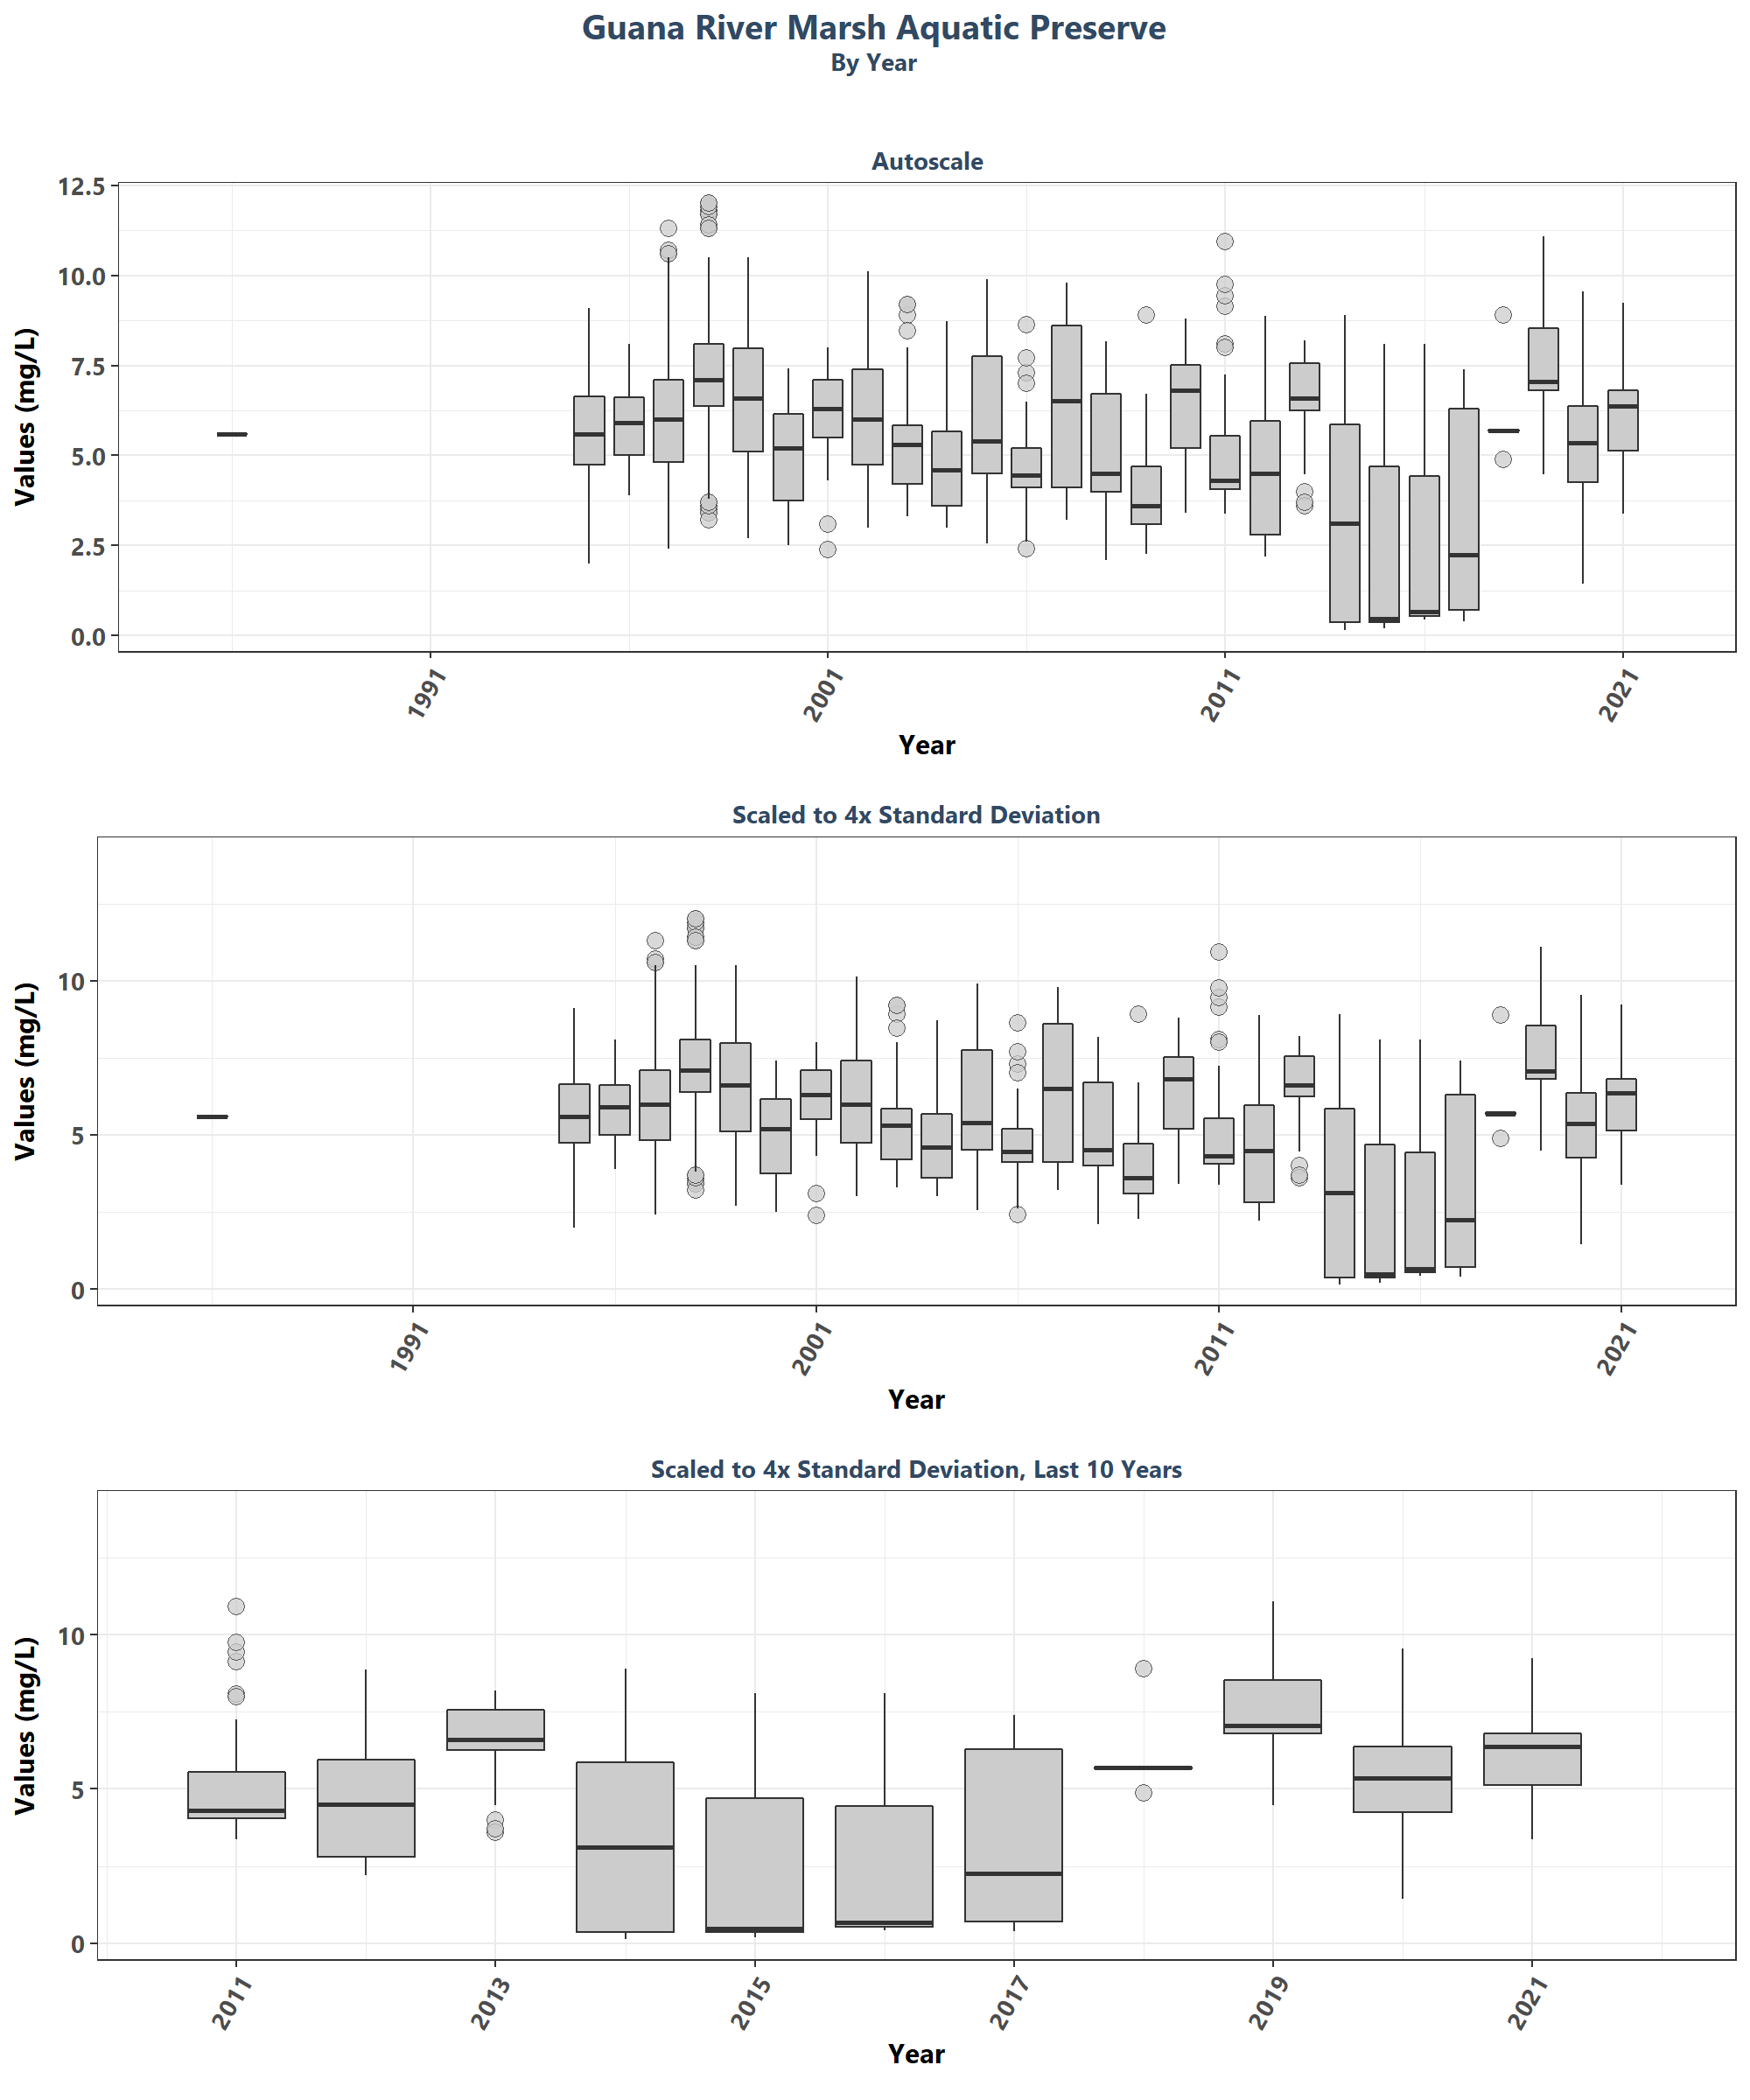 Guana River Marsh Aquatic Preserve
By Year
Autoscale
Values (mg/L)
12.5
10.0
7.5
5.0
2.5
0.0
1991
2001
2011
2021
Year
Scaled to 4x Standard Deviation
Values (mg/L)
10
5
0
1991
2001
2011
2021
Year
Scaled to 4x Standard Deviation, Last 10 Years
Values (mg/L)
10
5
0
2011
2013
2015
2017
2019
2021
Year